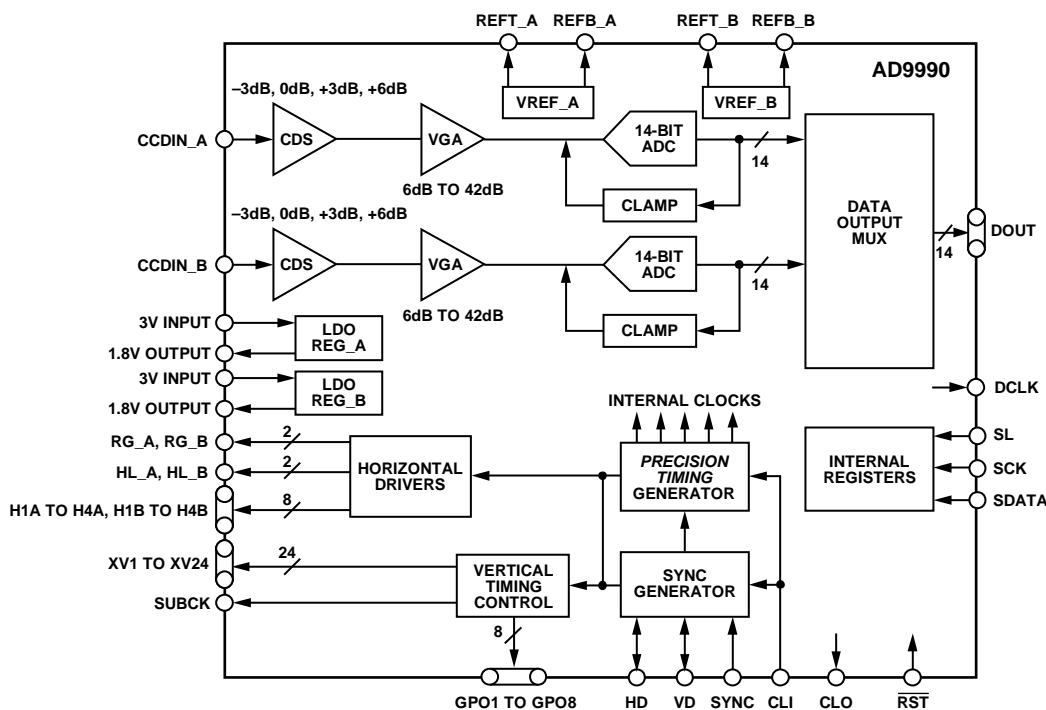 REFT_A REFB_A REFT_B REFB_B
AD9990
–3dB, 0dB, +3dB, +6dB
VREF_A
VREF_B
CCDIN_A
CDS
VGA
14-BIT
ADC
14
6dB TO 42dB
CLAMP
DATA
OUTPUT
MUX
14
DOUT
–3dB, 0dB, +3dB, +6dB
CCDIN_B
CDS
VGA
14-BIT
ADC
14
6dB TO 42dB
CLAMP
3V INPUT
LDO
REG_A
1.8V OUTPUT
3V INPUT
LDO
REG_B
1.8V OUTPUT
DCLK
INTERNAL CLOCKS
RG_A, RG_B
2
HL_A, HL_B
2
H1A TO H4A, H1B TO H4B
8
HORIZONTAL
DRIVERS
PRECISION
TIMING
GENERATOR
INTERNAL
REGISTERS
SL
SCK
SDATA
XV1 TO XV24
24
SUBCK
VERTICAL
TIMING
CONTROL
8
SYNC
GENERATOR
GPO1 TO GPO8
HD
VD
SYNC
CLI
CLO
RST